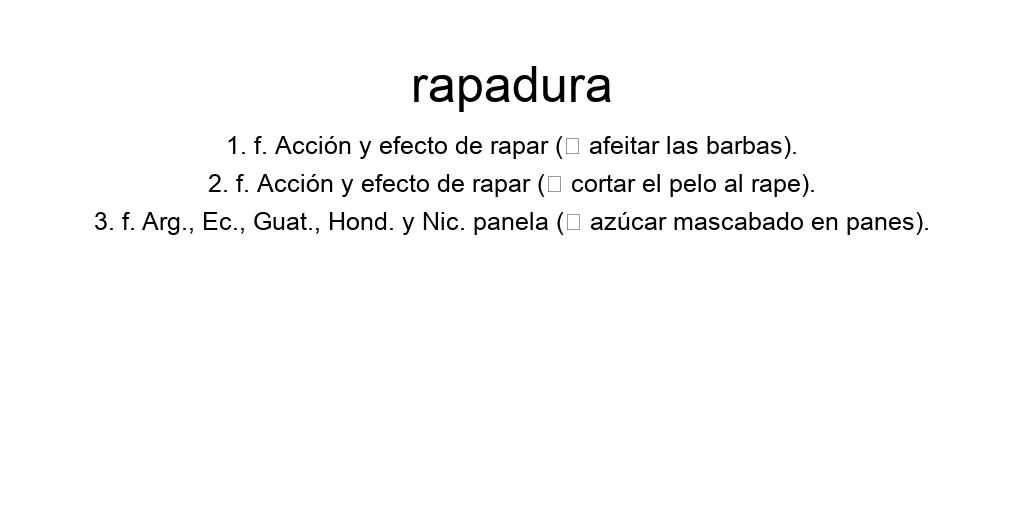 rapadura
1. f. Acción y efecto de rapar (□ afeitar las barbas).
2. f. Acción y efecto de rapar (□ cortar el pelo al rape).
3. f. Arg., Ec., Guat., Hond. y Nic. panela (□ azúcar mascabado en panes).